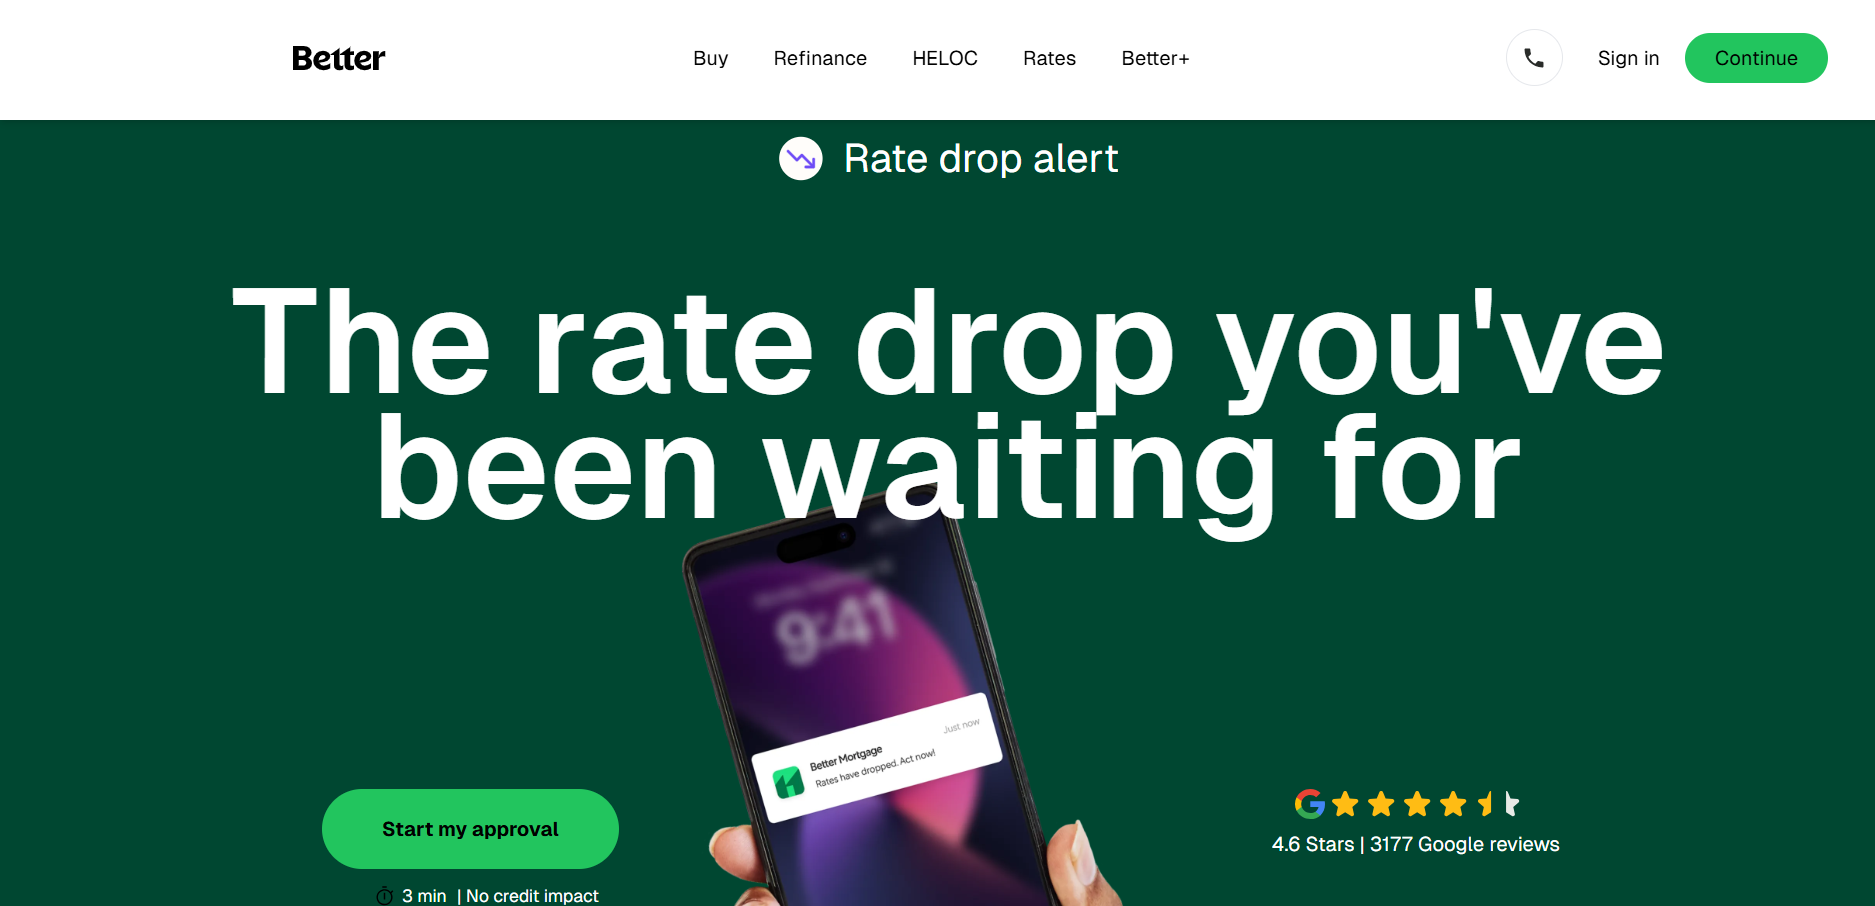 Better
Buy Refinance HELOC Rates Better+
Sign in
Continue
Rate drop alert
The rate drop you've
been waiting for
9:41
Just now
Better Mortgage
Rates have dropped. Act now!
Start my approval
3 min | No credit impact
4.6 Stars | 3177 Google reviews